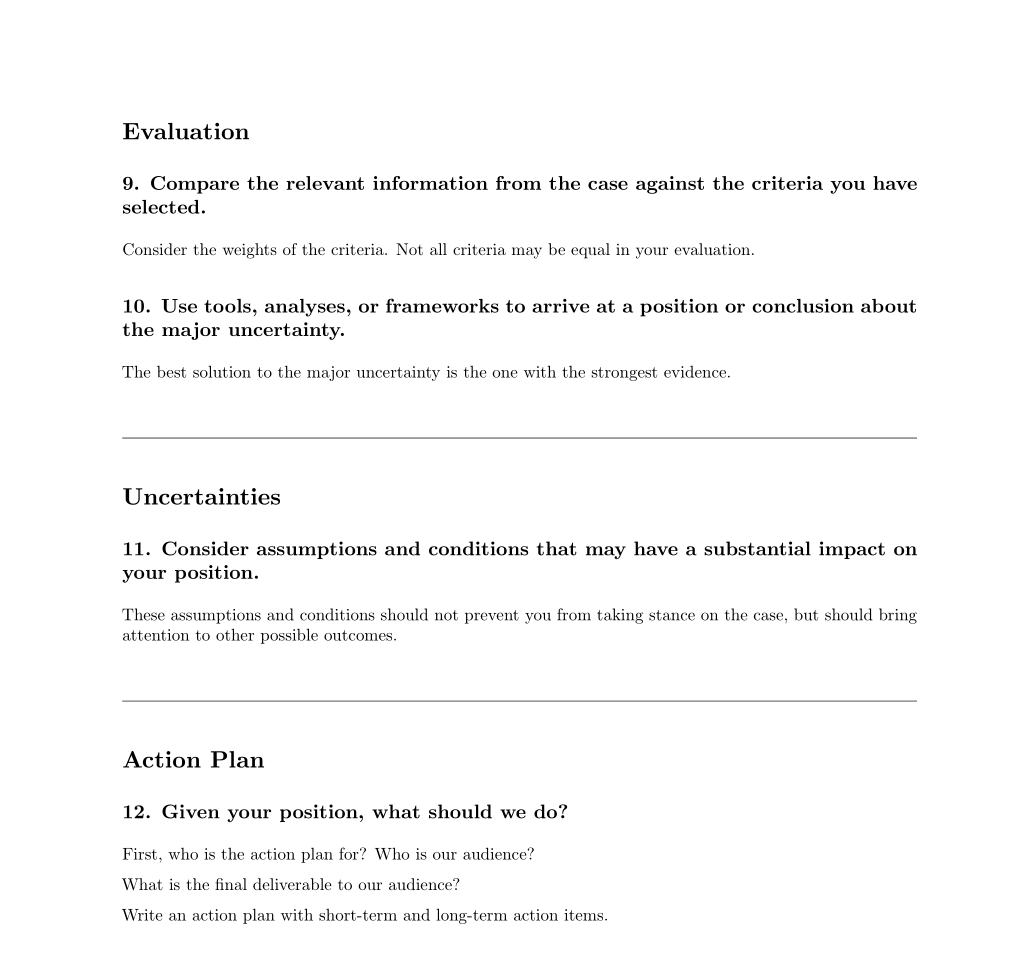 Evaluation
9. Compare the relevant information from the case against the criteria you have
selected.
Consider the weights of the criteria. Not all criteria may be equal in your evaluation.
10. Use tools, analyses, or frameworks to arrive at a position or conclusion about
the major uncertainty.
The best solution to the major uncertainty is the one with the strongest evidence.
Uncertainties
11. Consider assumptions and conditions that may have a substantial impact on
your position.
These assumptions and conditions should not prevent you from taking stance on the case, but should bring
attention to other possible outcomes.
Action Plan
12. Given your position, what should we do?
First, who is the action plan for? Who is our audience?
What is the final deliverable to our audience?
Write an action plan with short-term and long-term action items.